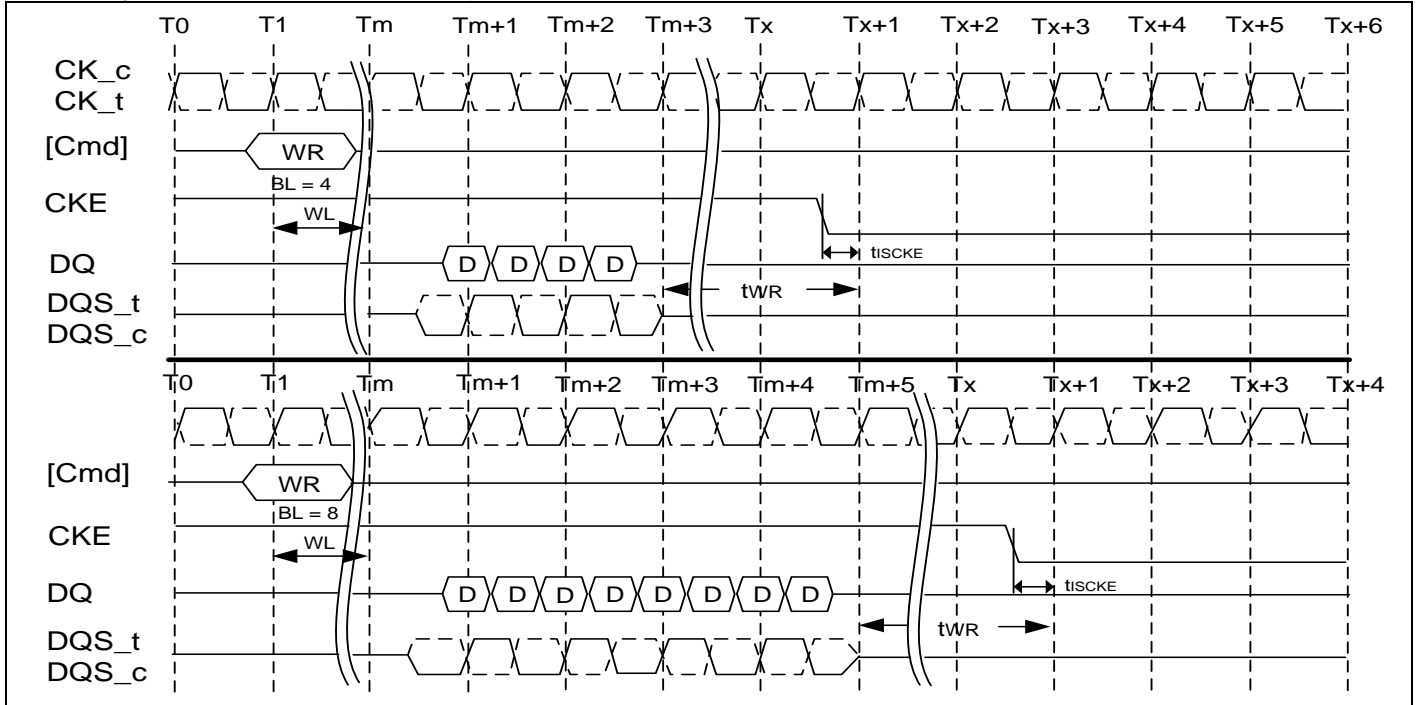 T0 T1 Tm Tm+1 Tm+2 Tm+3 Tx Tx+1 Tx+2 Tx+3 Tx+4 Tx+5 Tx+6
CK_c
CK_t
[Cmd] WR
BL = 4
CKE
WL
tISCKE
DQ D D D D
tWR
DQS_t
DQS_c
T0 T1 Tm Tm+1 Tm+2 Tm+3 Tm+4 Tm+5 Tx Tx+1 Tx+2 Tx+3 Tx+4
[Cmd] WR
BL = 8
CKE
WL
DQ D D D D D D D D tISCKE
tWR
DQS_t
DQS_c